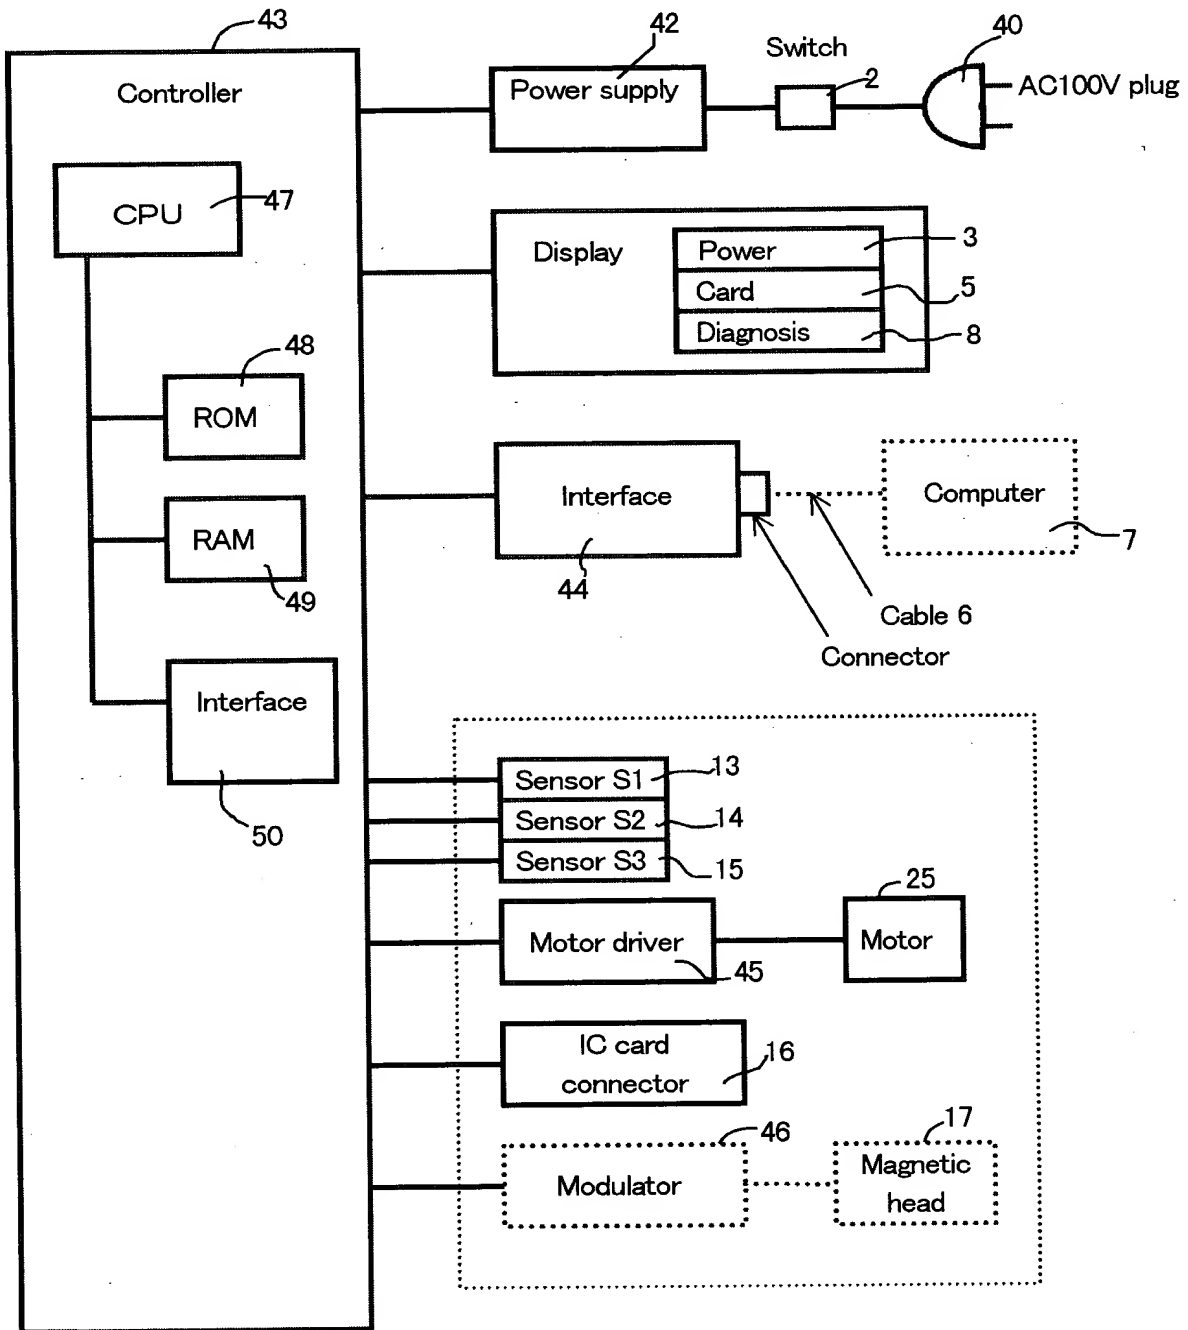 43
Controller
CPU
47
48
ROM
RAM
49
Interface
50
42
Power supply
Switch
2
40
AC100V plug
Display
Power
3
Card
5
Diagnosis
8
Interface
44
Computer
7
Cable 6
Connector
Sensor S1
13
Sensor S2
14
Sensor S3
15
Motor driver
45
25
Motor
IC card
connector
16
46
Modulator
17
Magnetic
head